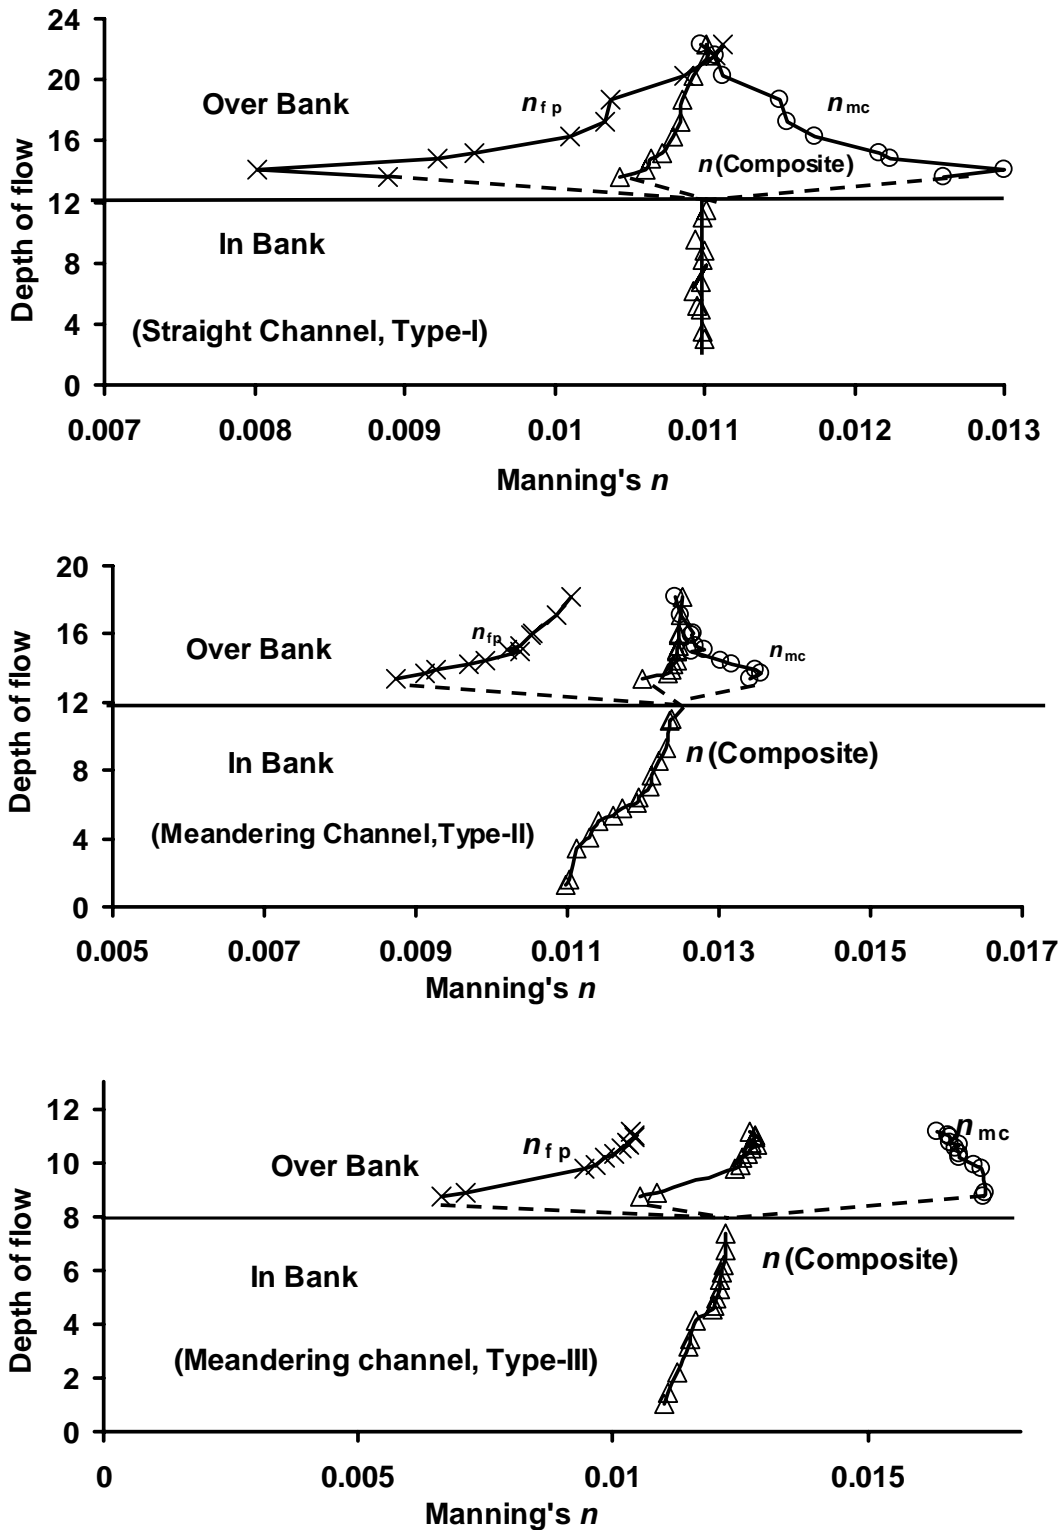 24
20
16
12
8
4
0
Depth of flow
Over Bank
n f p
n mc
n (Composite)
In Bank
(Straight Channel, Type-I)
0.007 0.008 0.009 0.01 0.011 0.012 0.013
Manning's n
20
16
12
8
4
0
Depth of flow
Over Bank
n fp
n mc
In Bank
n (Composite)
(Meandering Channel,Type-II)
0.005 0.007 0.009 0.011 0.013 0.015 0.017
Manning's n
12
10
8
6
4
2
0
Depth of flow
Over Bank
n f p
n mc
In Bank
n (Composite)
(Meandering channel, Type-III)
0 0.005 0.01 0.015
Manning's n